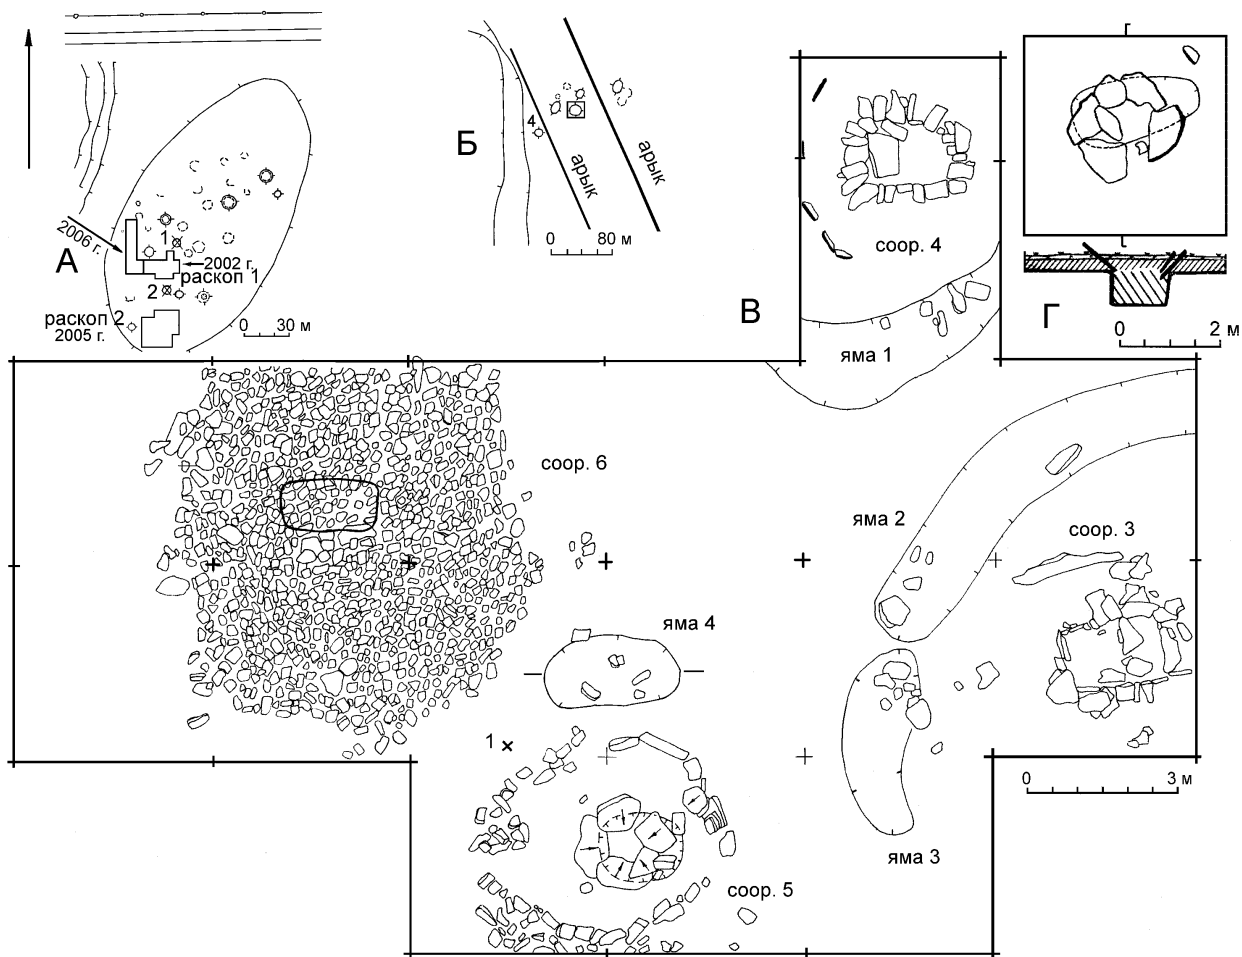 А
2006 г.
1
2002 г.
раскоп 1
2
раскоп 2
2005 г.
0 30 м
Б
4
арык
арык
0 80 м
В
соор. 4
яма 1
Г
0 2 м
соор. 6
яма 2
соор. 3
яма 4
1
0 3 м
яма 3
соор. 5